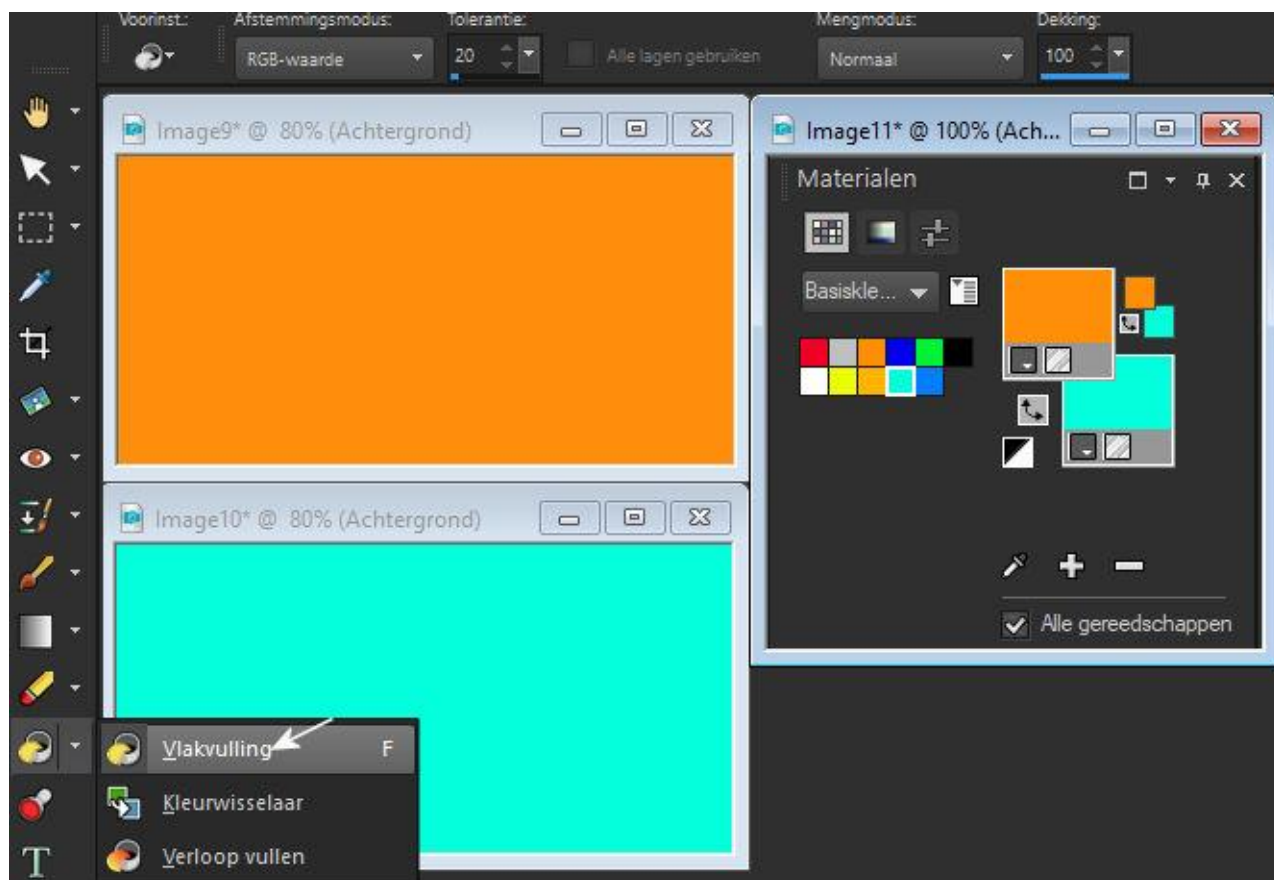 Voorinst.: Afstemmingsmodus: Tolerantie: Mengmodus: Dekking:
RGB-waarde 20 Alle lagen gebruiken Normaal 100
Image9* @ 80% (Achtergrond)
Image11* @ 100% (Ach...
Materialen
Basiskle...
Alle gereedschappen
Image10* @ 80% (Achtergrond)
Vlakvulling F
Kleurwisselaar
Verloop vullen
T